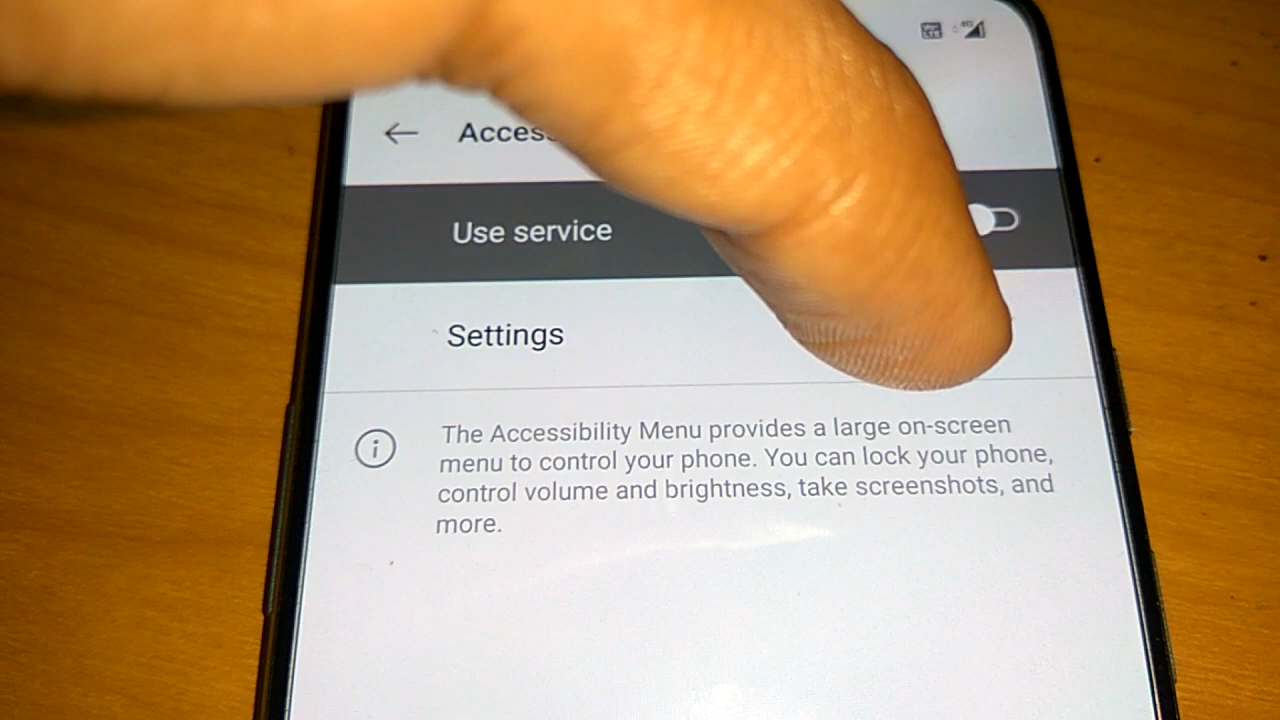 Use service
Settings
The Accessibility Menu provides a large on-screen
menu to control your phone. You can lock your phone,
control volume and brightness, take screenshots, and
more.